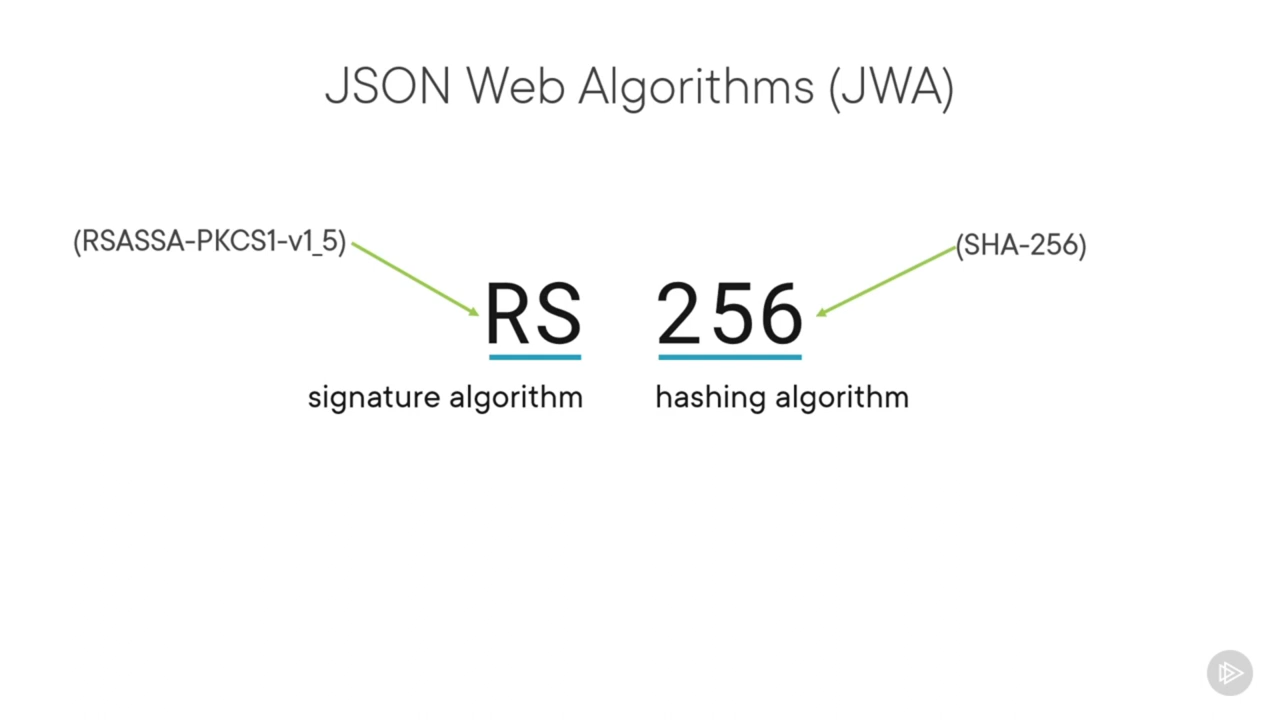 JSON Web Algorithms (JWA)
(RSASSA-PKCS1-v1_5)
(SHA-256)
RS 256
signature algorithm
hashing algorithm